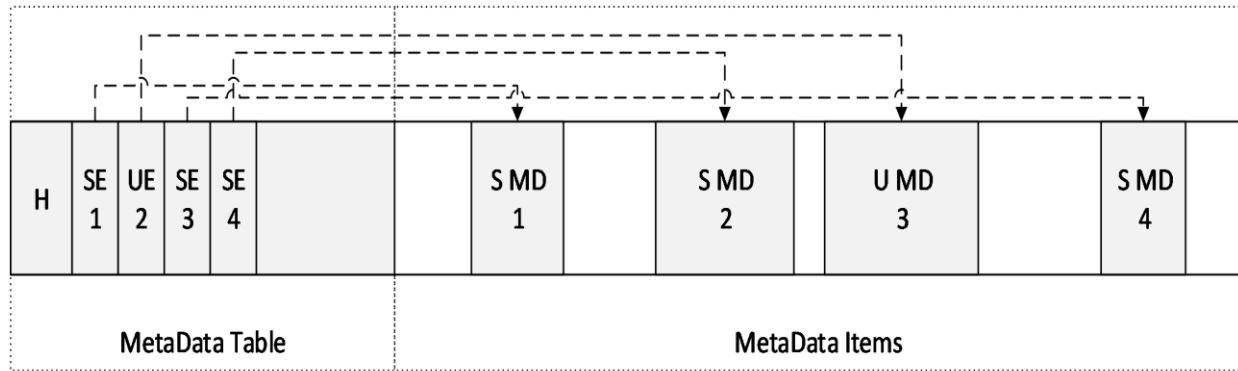 H
SE
1
UE
2
SE
3
SE
4
S MD
1
S MD
2
U MD
3
S MD
4
MetaData Table
MetaData Items